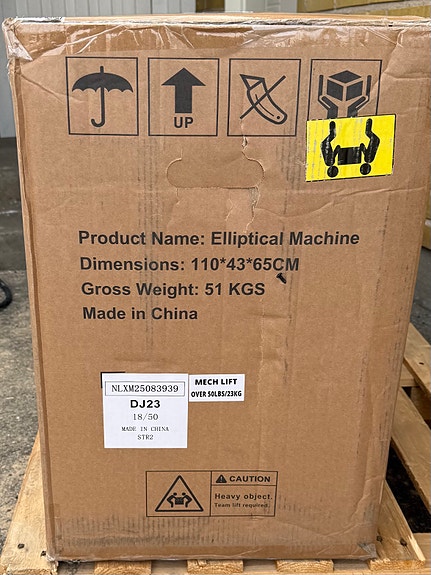 UP
Product Name: Elliptical Machine
Dimensions: 110*43*65CM
Gross Weight: 51 KGS
Made in China
NLXM25083939
DJ23
18/50
MADE IN CHINA
STR2
MECH LIFT
OVER 50LBS/23KG
CAUTION
Heavy object.
Team lift required.